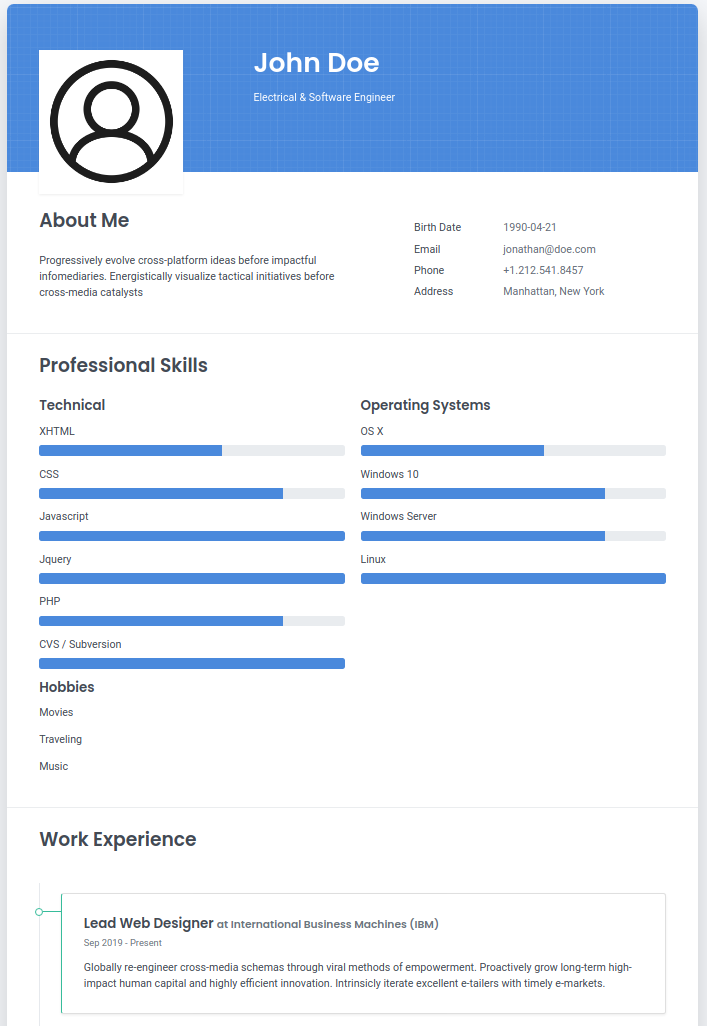 John Doe
Electrical & Software Engineer
About Me
Progressively evolve cross-platform ideas before impactful
infomediaries. Energistically visualize tactical initiatives before
cross-media catalysts
Birth Date 1990-04-21
Email jonathan@doe.com
Phone +1.212.541.8457
Address Manhattan, New York
Professional Skills
Technical
XHTML
CSS
Javascript
Jquery
PHP
CVS / Subversion
Operating Systems
OS X
Windows 10
Windows Server
Linux
Hobbies
Movies
Traveling
Music
Work Experience
Lead Web Designer at International Business Machines (IBM)
Sep 2019 - Present
Globally re-engineer cross-media schemas through viral methods of empowerment. Proactively grow long-term high-
impact human capital and highly efficient innovation. Intrinsicly iterate excellent e-tailers with timely e-markets.